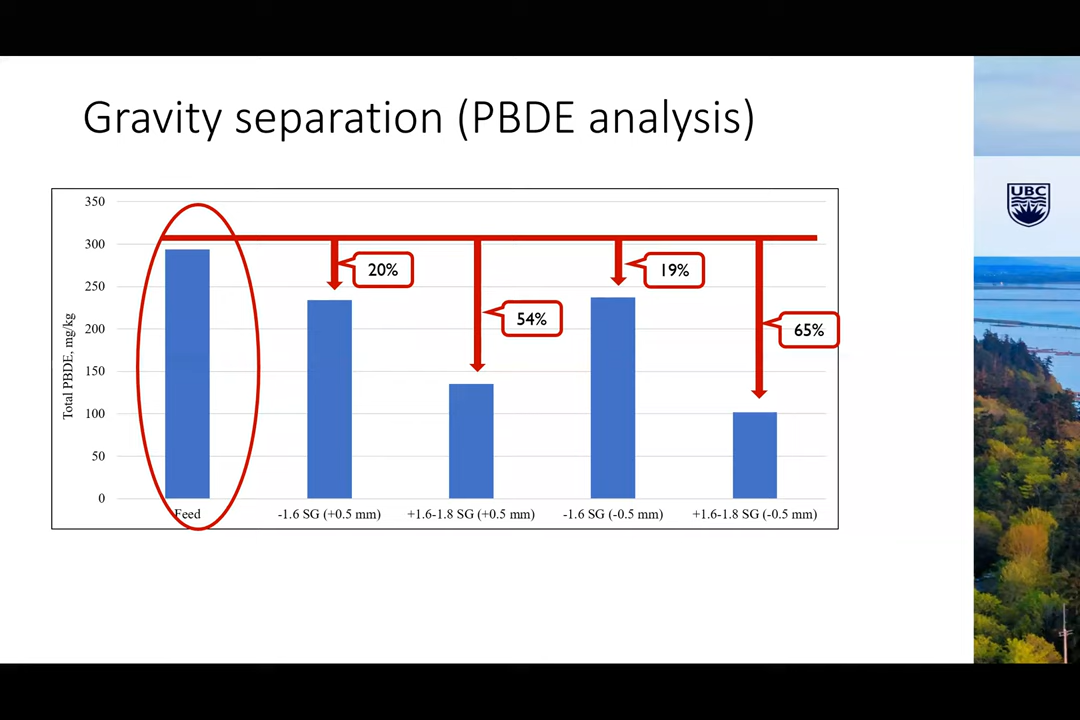 Gravity separation (PBDE analysis)
UBC
350
300
250
200
150
100
50
0
Total PBDE, mg/kg
20%
54%
19%
65%
Feed
-1.6 SG (+0.5 mm)
+1.6-1.8 SG (+0.5 mm)
-1.6 SG (-0.5 mm)
+1.6-1.8 SG (-0.5 mm)